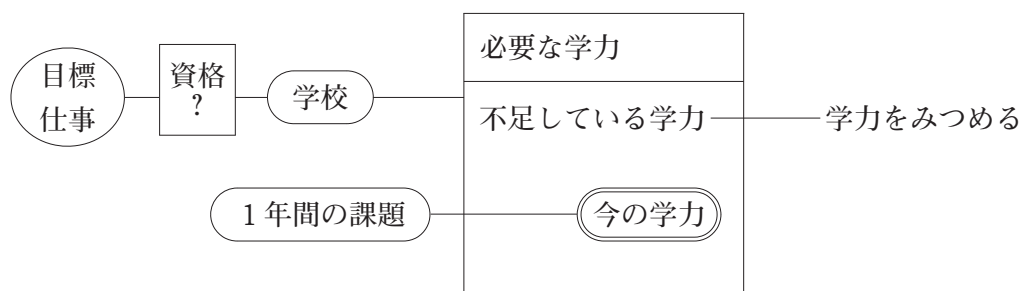 目標
仕事
資格
?
学校
必要な学力
不足している学力
学力をみつめる
1年間の課題
今の学力